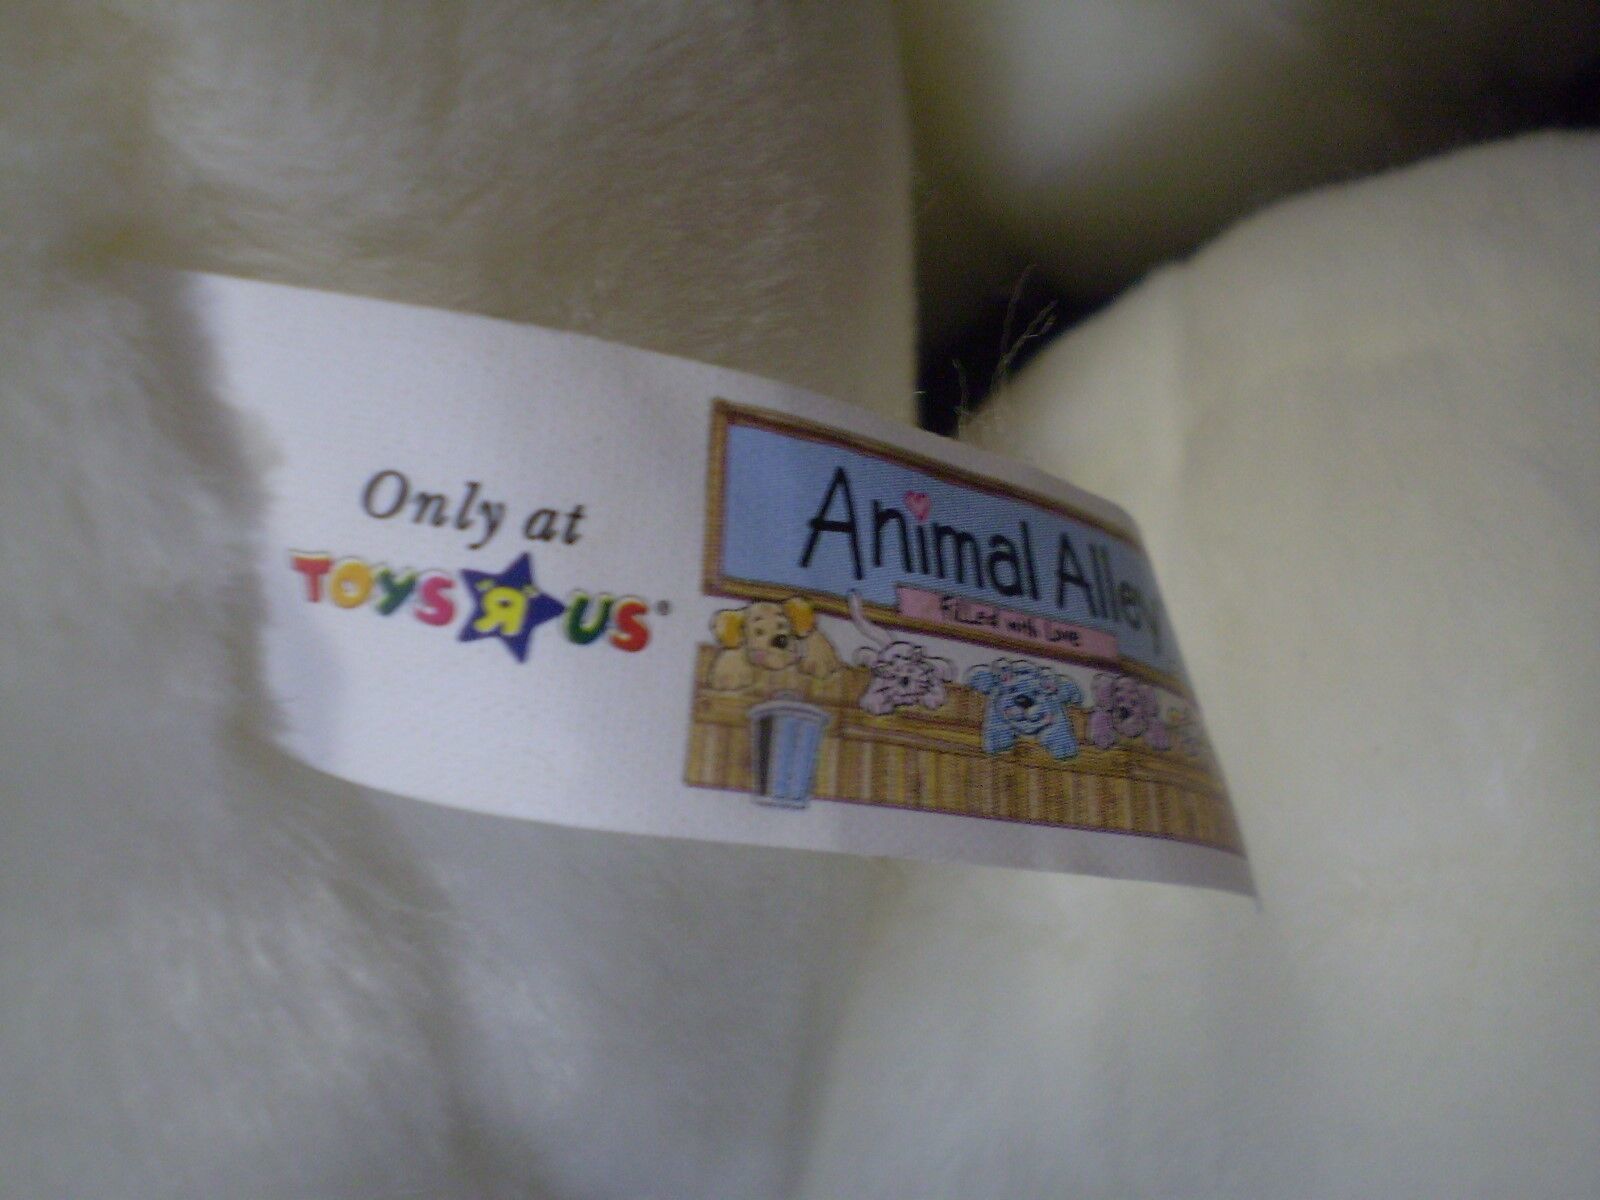 Only at
TOYS "R" US®
Animal Alley
Filled with Love